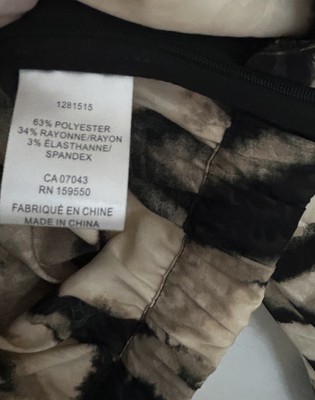 1281515
63% POLYESTER
34% RAYONNE/RAYON
3% ÉLASTHANNE/
SPANDEX
CA 07043
RN 159550
FABRIQUÉ EN CHINE
MADE IN CHINA